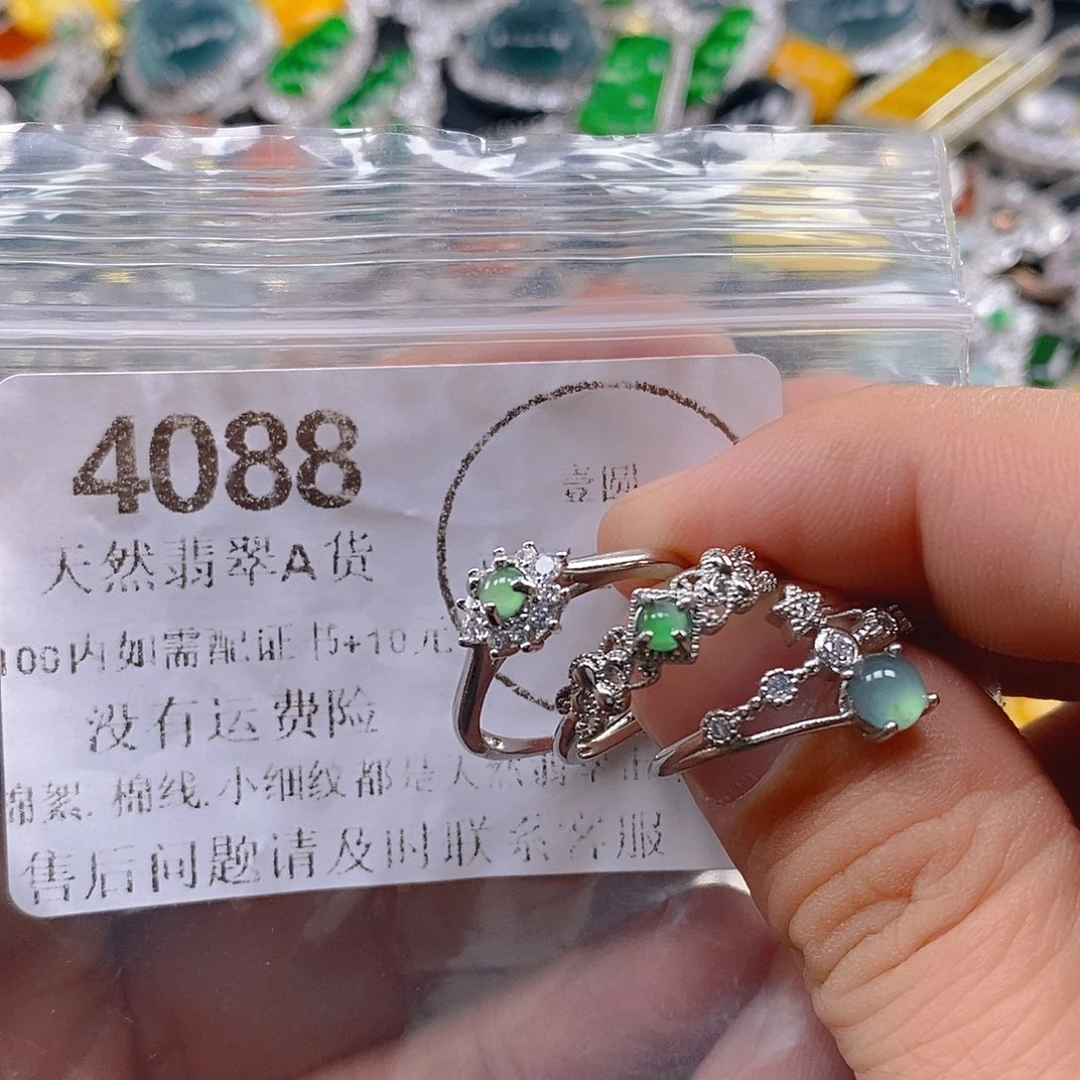 4088
壹圆
天然翡翠A货
100内如需配证书+10元
没有运费险
棉絮.棉线.小细纹都是天然翡翠
售后问题请及时联系客服